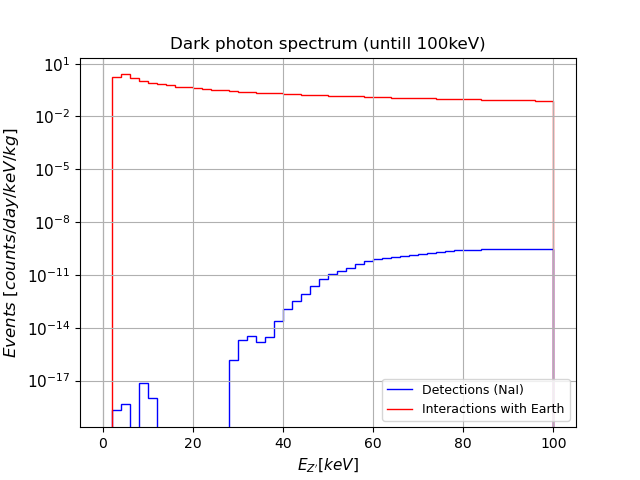 Dark photon spectrum (untill 100keV)
Events [counts/day/keV/kg]
10^1
10^-2
10^-5
10^-8
10^-11
10^-14
10^-17
Detections (NaI)
Interactions with Earth
0 20 40 60 80 100
E_Z'[keV]